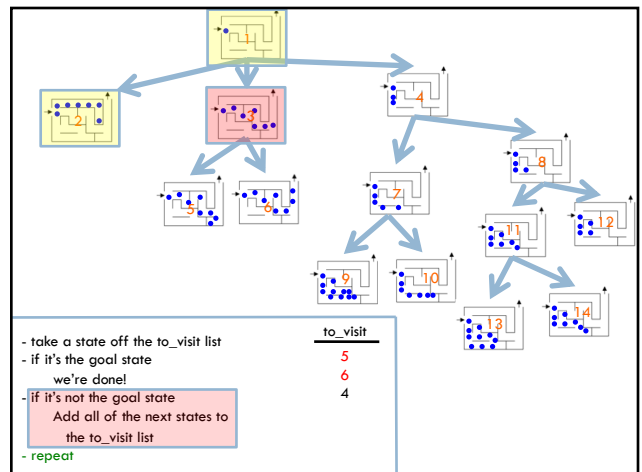 1
2
3
4
5
6
7
8
9
10
11
12
13
14
- take a state off the to_visit list
- if it's the goal state
we're done!
- if it's not the goal state
Add all of the next states to
the to_visit list
- repeat
to_visit
5
6
4